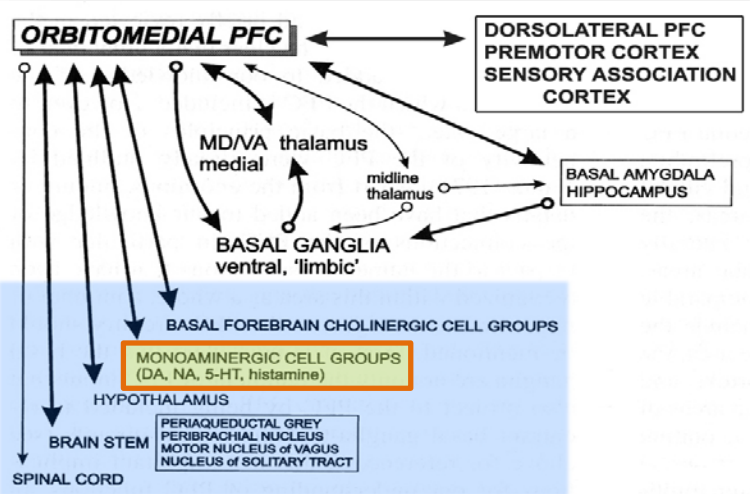 ORBITOMEDIAL PFC
DORSOLATERAL PFC
PREMOTOR CORTEX
SENSORY ASSOCIATION
CORTEX
MD/VA thalamus
medial
midline
thalamus
BASAL AMYGDALA
HIPPOCAMPUS
BASAL GANGLIA
ventral, 'limbic'
BASAL FOREBRAIN CHOLINERGIC CELL GROUPS
MONOAMINERGIC CELL GROUPS
(DA, NA, 5-HT, histamine)
HYPOTHALAMUS
BRAIN STEM
PERIAQUEDUCTAL GREY
PERIBRACHIAL NUCLEUS
MOTOR NUCLEUS of VAGUS
NUCLEUS of SOLITARY TRACT
SPINAL CORD